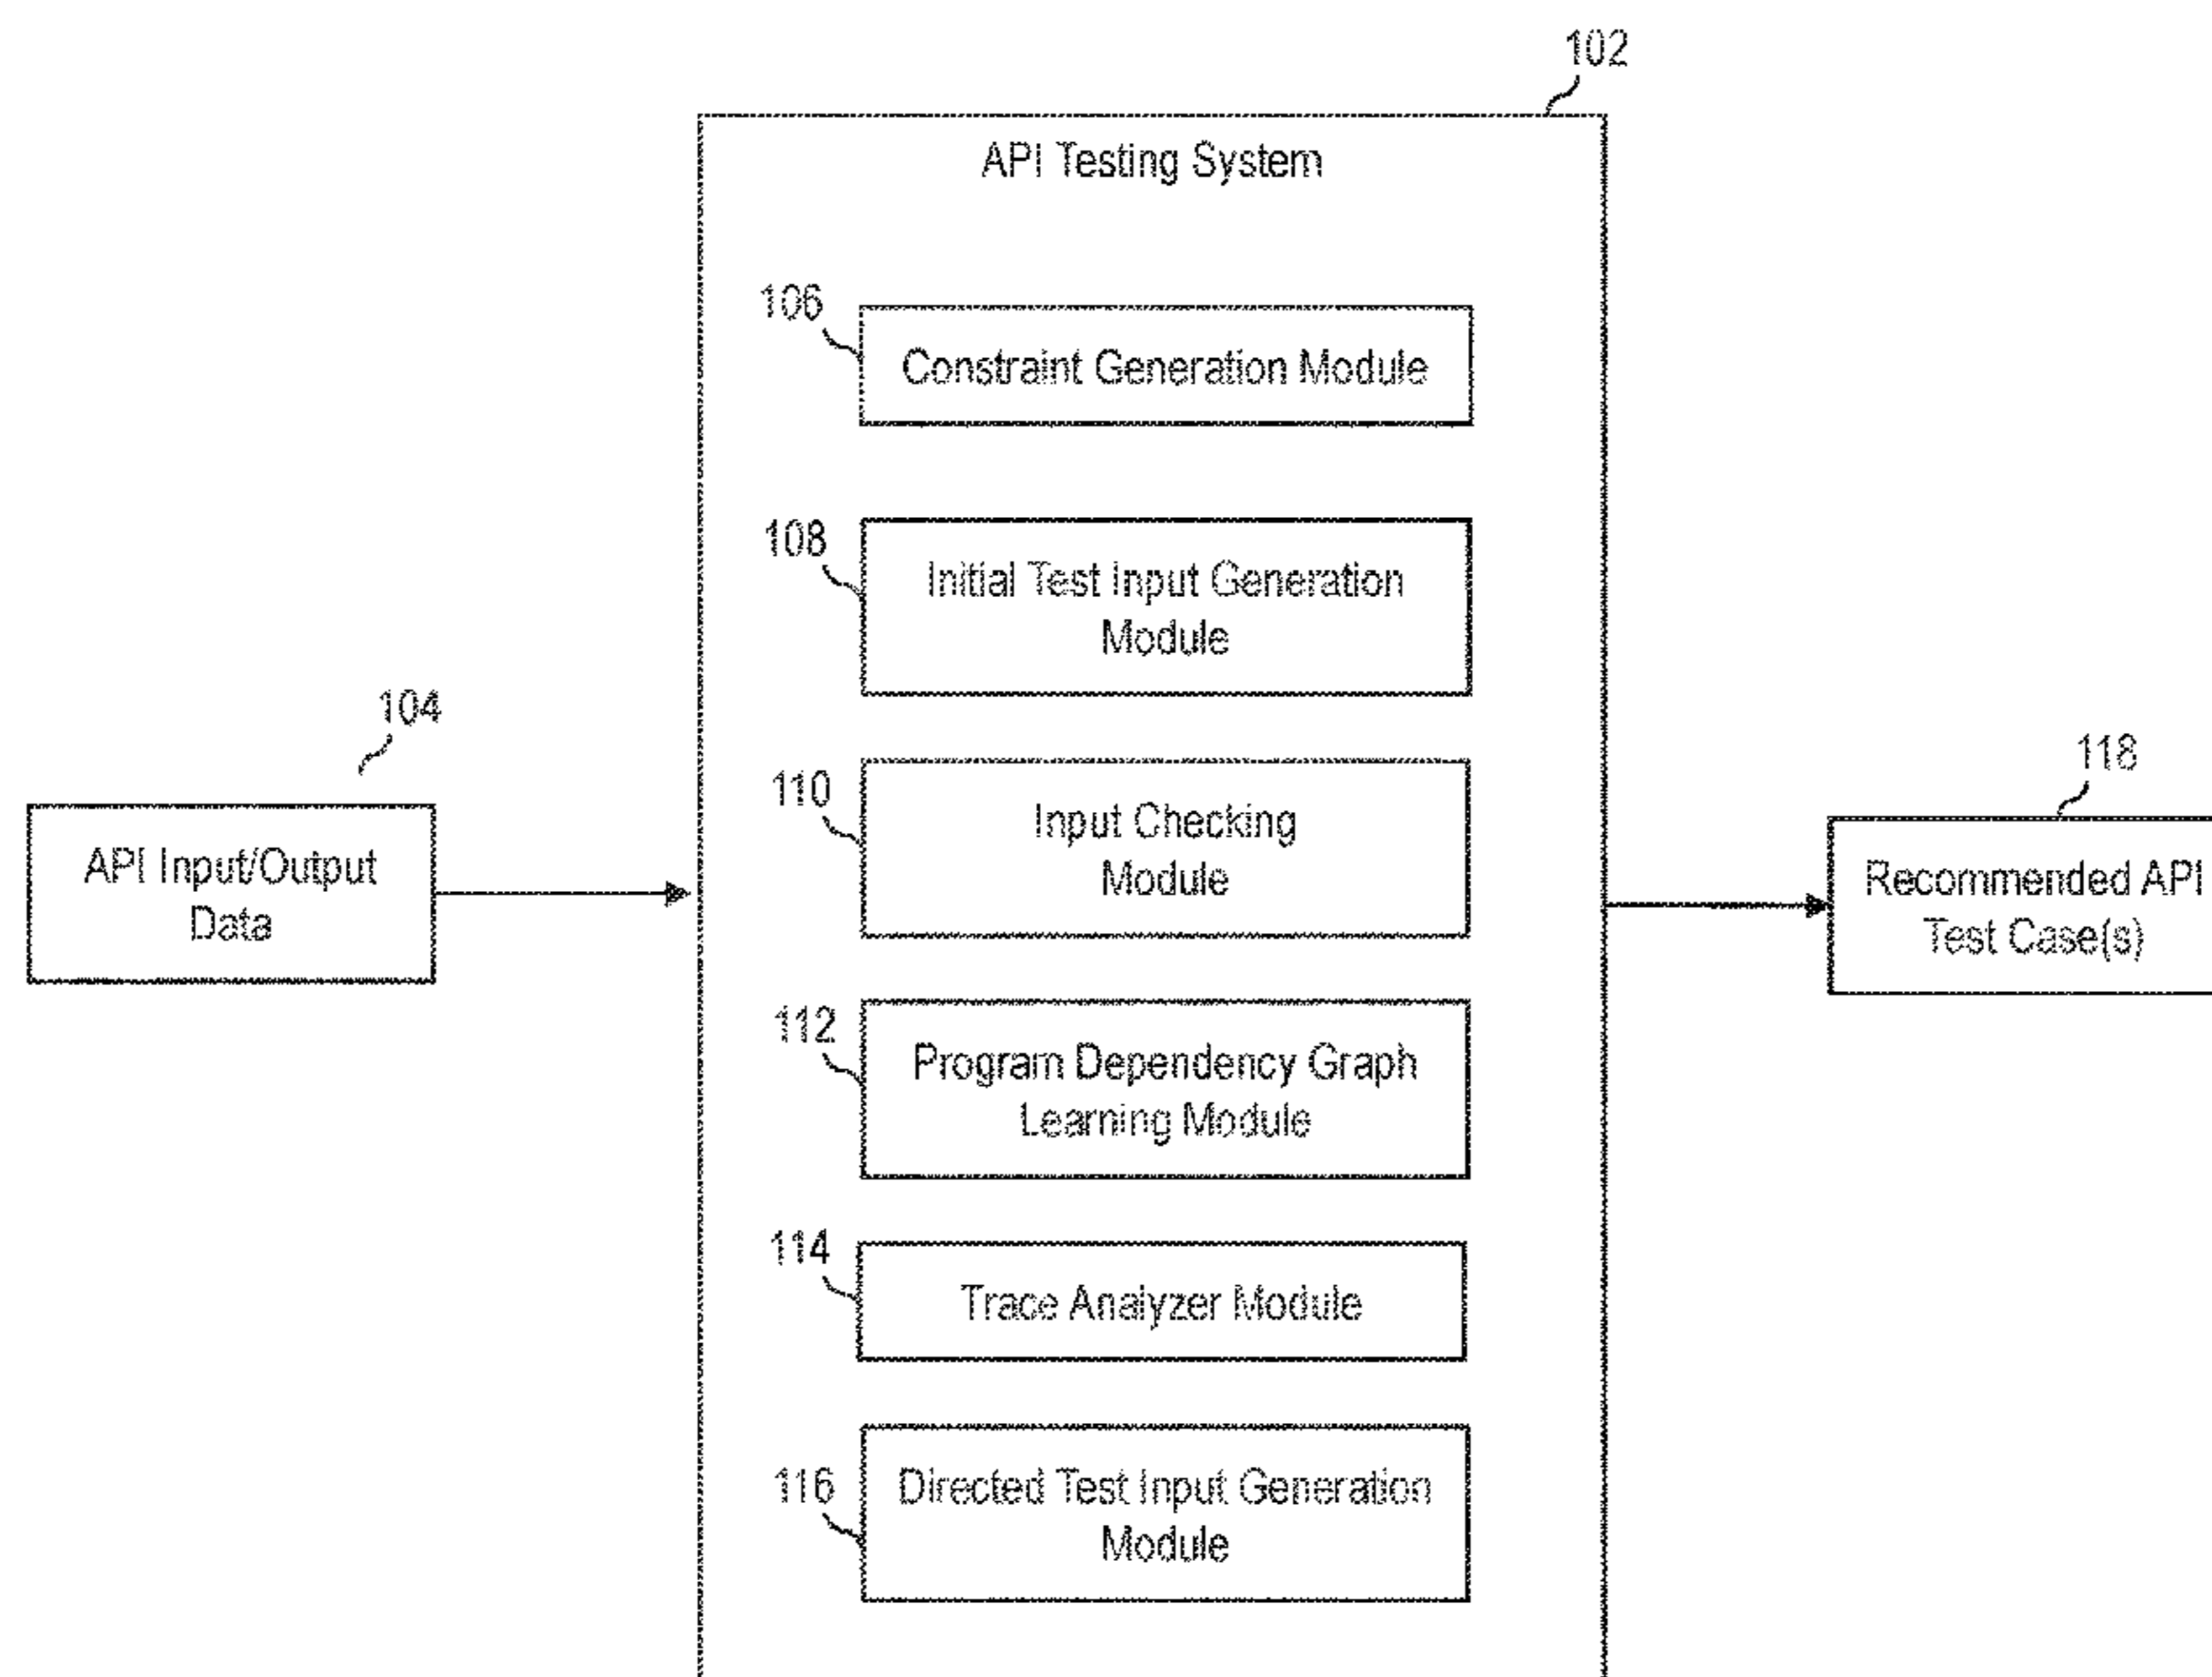 102
API Testing System
106
Constraint Generation Module
108
Initial Test Input Generation
Module
104
API Input/Output
Data
110
Input Checking
Module
118
Recommended API
Test Case(s)
112
Program Dependency Graph
Learning Module
114
Trace Analyzer Module
116
Directed Test Input Generation
Module